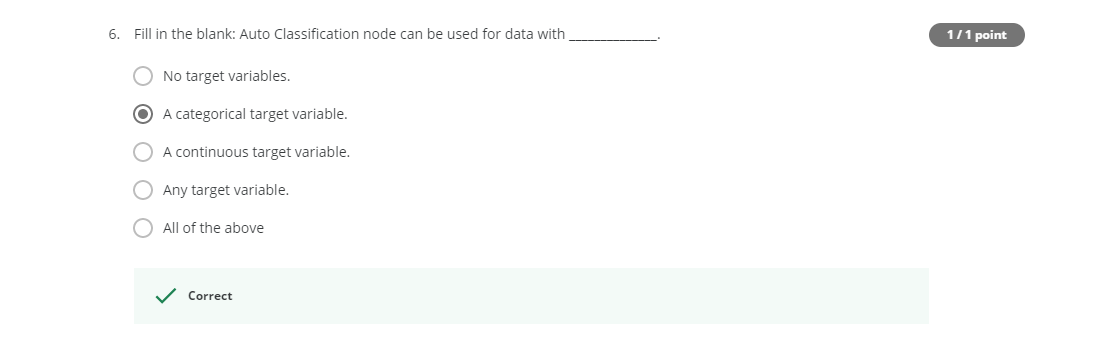 6. Fill in the blank: Auto Classification node can be used for data with ______________.
1 / 1 point
No target variables.
A categorical target variable.
A continuous target variable.
Any target variable.
All of the above
Correct